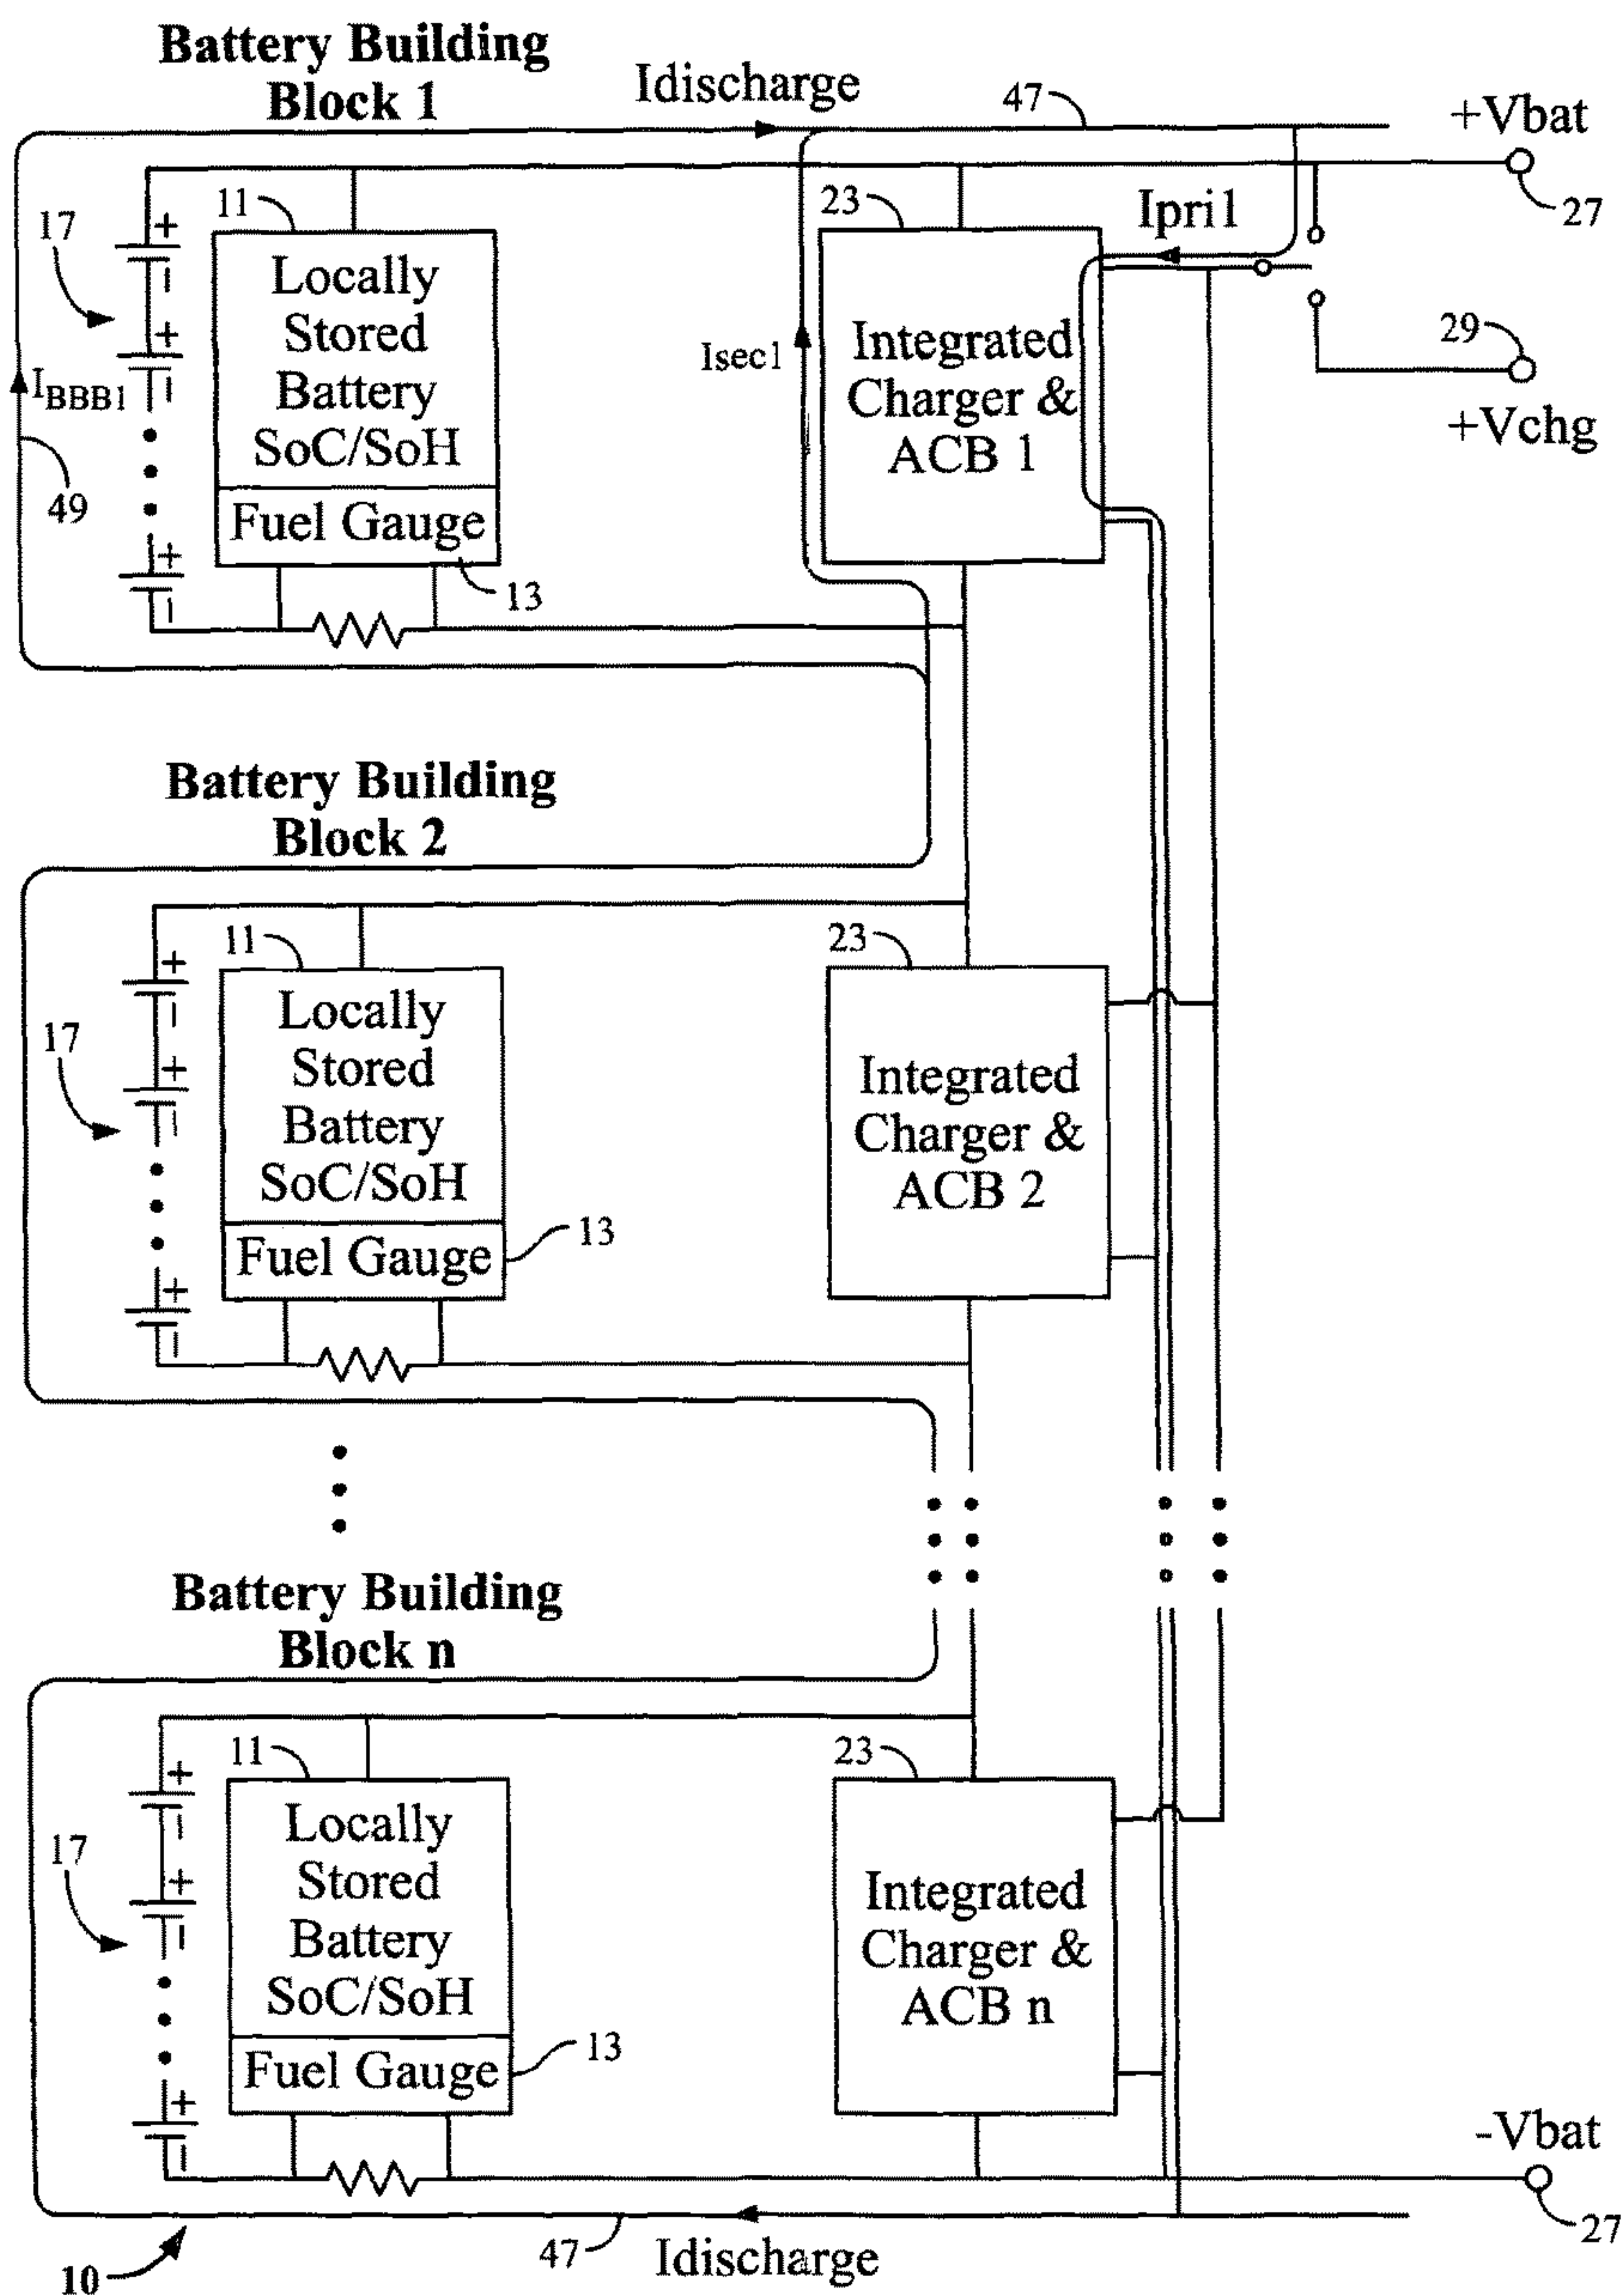 Battery Building
Block 1
Idischarge
47
+Vbat
27
17
11
23
Ipri1
Locally
Stored
Battery
SoC/SoH
Fuel Gauge
13
Integrated
Charger &
ACB 1
Isec1
29
+Vchg
I_BBB1
49
+
–
+
–
+
–
Battery Building
Block 2
17
11
23
Locally
Stored
Battery
SoC/SoH
Fuel Gauge
13
Integrated
Charger &
ACB 2
+
–
+
–
+
–
Battery Building
Block n
17
11
23
Locally
Stored
Battery
SoC/SoH
Fuel Gauge
13
Integrated
Charger &
ACB n
+
–
+
–
+
–
-Vbat
27
47
Idischarge
10